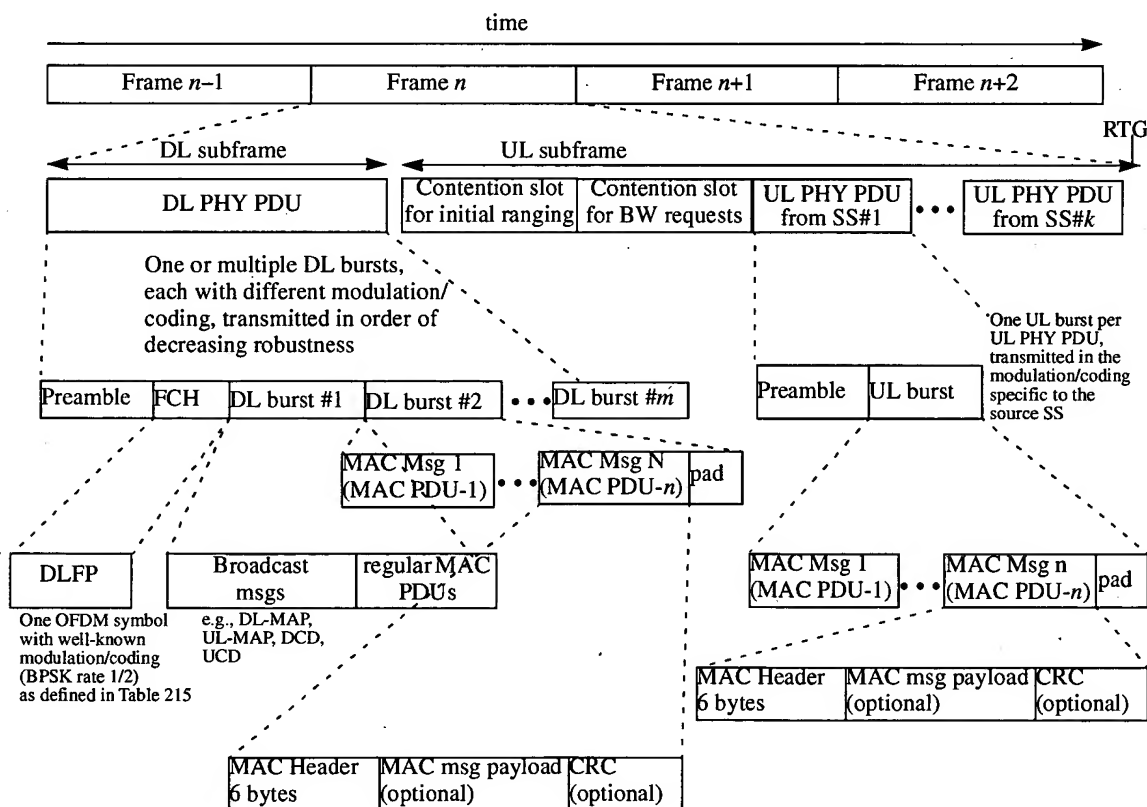 time
Frame n–1
Frame n
Frame n+1
Frame n+2
RTG
DL subframe
UL subframe
DL PHY PDU
Contention slot
for initial ranging
Contention slot
for BW requests
UL PHY PDU
from SS#1
UL PHY PDU
from SS#k
One or multiple DL bursts,
each with different modulation/
coding, transmitted in order of
decreasing robustness
One UL burst per
UL PHY PDU,
transmitted in the
modulation/coding
specific to the
source SS
Preamble
FCH
DL burst #1
DL burst #2
DL burst #m
Preamble
UL burst
MAC Msg 1
(MAC PDU-1)
MAC Msg N
(MAC PDU-n)
pad
DLFP
Broadcast
msgs
regular MAC
PDUs
MAC Msg 1
(MAC PDU-1)
MAC Msg n
(MAC PDU-n)
pad
One OFDM symbol
with well-known
modulation/coding
(BPSK rate 1/2)
as defined in Table 215
e.g., DL-MAP,
UL-MAP, DCD,
UCD
MAC Header
6 bytes
MAC msg payload
(optional)
CRC
(optional)
MAC Header
6 bytes
MAC msg payload
(optional)
CRC
(optional)